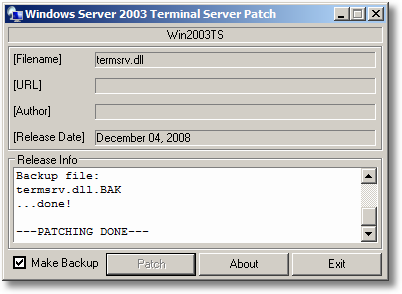 Windows Server 2003 Terminal Server Patch
Win2003TS
[Filename] termsrv.dll
[URL]
[Author]
[Release Date] December 04, 2008
Release Info
Backup file:
termsrv.dll.BAK
...done!
---PATCHING DONE---
Make Backup Patch About Exit